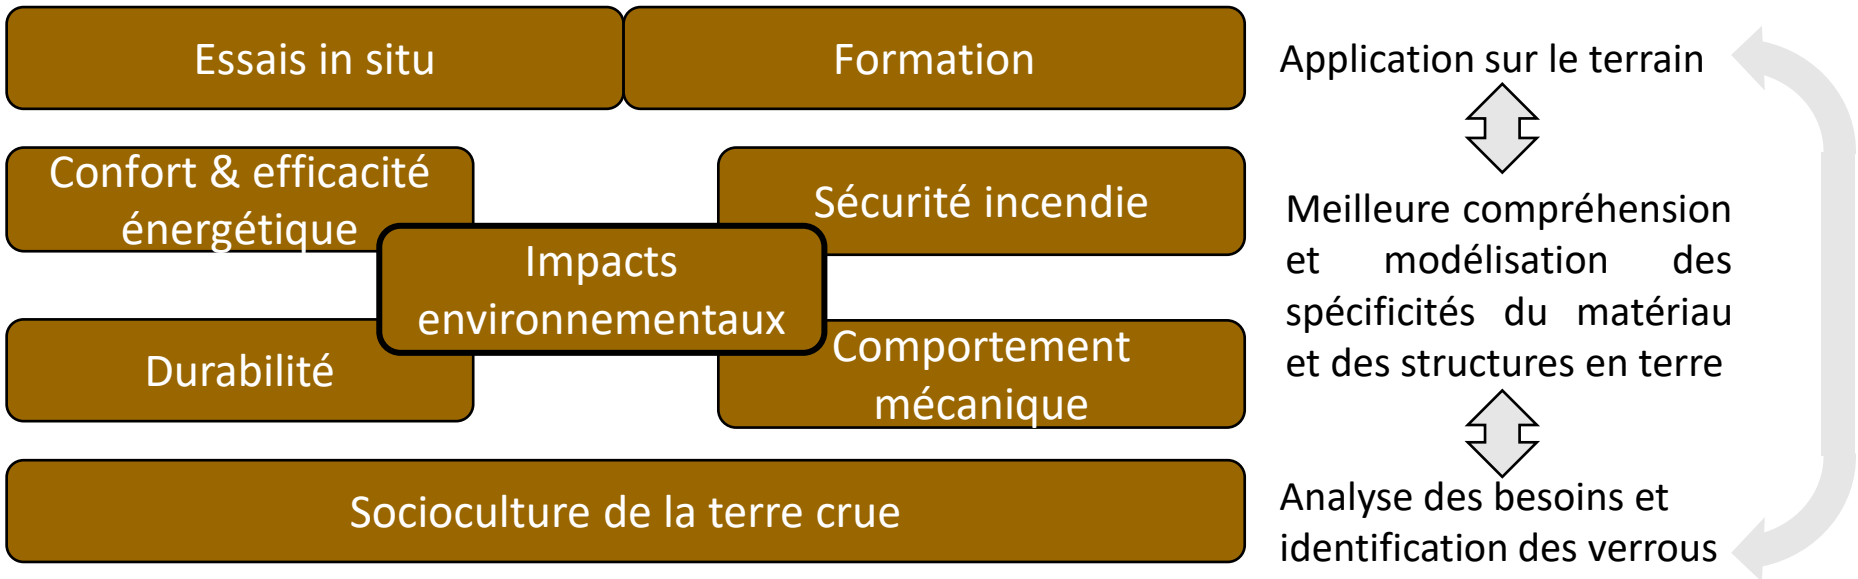 Essais in situ
Formation
Application sur le terrain
Confort & efficacité
énergétique
Sécurité incendie
Impacts
environnementaux
Meilleure compréhension
et modélisation des
spécificités du matériau
et des structures en terre
Durabilité
Comportement
mécanique
Socioculture de la terre crue
Analyse des besoins et
identification des verrous